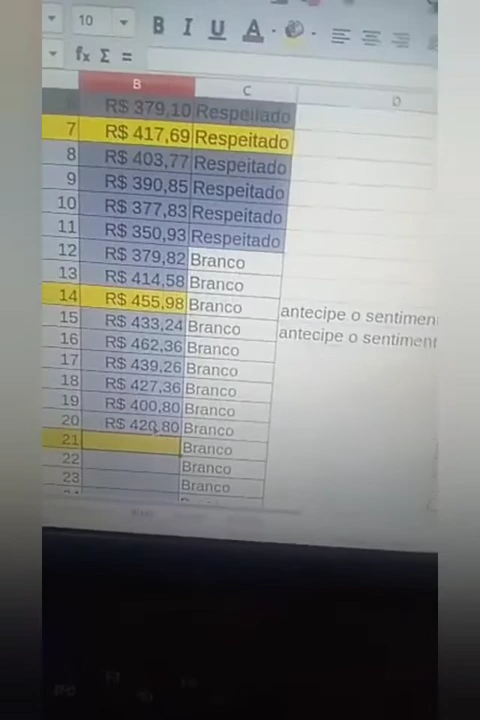 10 B I U A
fx Σ =
B C D
6 R$ 379,10 Respeitado
7 R$ 417,69 Respeitado
8 R$ 403,77 Respeitado
9 R$ 390,85 Respeitado
10 R$ 377,83 Respeitado
11 R$ 350,93 Respeitado
12 R$ 379,82 Branco
13 R$ 414,58 Branco
14 R$ 455,98 Branco antecipe o sentimen
15 R$ 433,24 Branco antecipe o sentiment
16 R$ 462,36 Branco
17 R$ 439,26 Branco
18 R$ 427,36 Branco
19 R$ 400,80 Branco
20 R$ 420,80 Branco
21 Branco
22 Branco
23 Branco